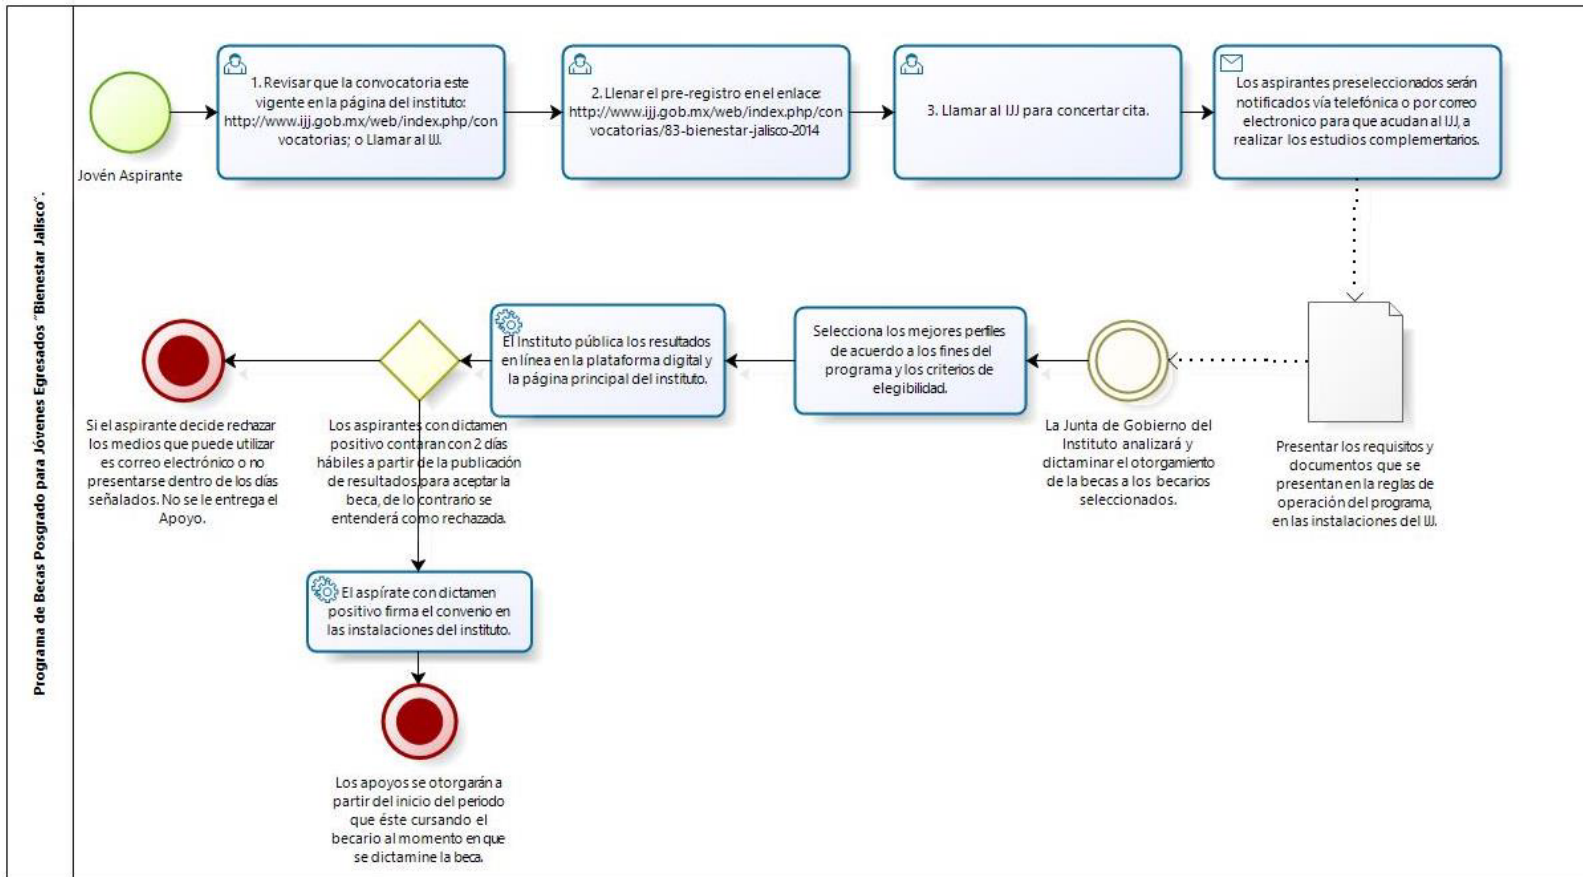 Programa de Becas Posgrado para Jóvenes Egresados "Bienestar Jalisco".
Jovén Aspirante
1. Revisar que la convocatoria este
vigente en la página del instituto:
http://www.ijj.gob.mx/web/index.php/con
vocatorias; o Llamar al IJJ.
2. Llenar el pre-registro en el enlace:
http://www.ijj.gob.mx/web/index.php/con
vocatorias/83-bienestar-jalisco-2014
3. Llamar al IJJ para concertar cita.
Los aspirantes preseleccionados serán
notificados vía telefónica o por correo
electronico para que acudan al IJJ, a
realizar los estudios complementarios.
Presentar los requisitos y
documentos que se
presentan en la reglas de
operación del programa,
en las instalaciones del IJJ.
La Junta de Gobierno del
Instituto analizará y
dictaminar el otorgamiento
de la becas a los becarios
seleccionados.
Selecciona los mejores perfiles
de acuerdo a los fines del
programa y los criterios de
elegibilidad.
El Instituto pública los resultados
en línea en la plataforma digital y
la página principal del instituto.
Los aspirantes con dictamen
positivo contaran con 2 días
hábiles a partir de la publicación
de resultados para aceptar la
beca, de lo contrario se
entenderá como rechazada.
Si el aspirante decide rechazar
los medios que puede utilizar
es correo electrónico o no
presentarse dentro de los días
señalados. No se le entrega el
Apoyo.
El aspírate con dictamen
positivo firma el convenio en
las instalaciones del instituto.
Los apoyos se otorgarán a
partir del inicio del periodo
que éste cursando el
becario al momento en que
se dictamine la beca.